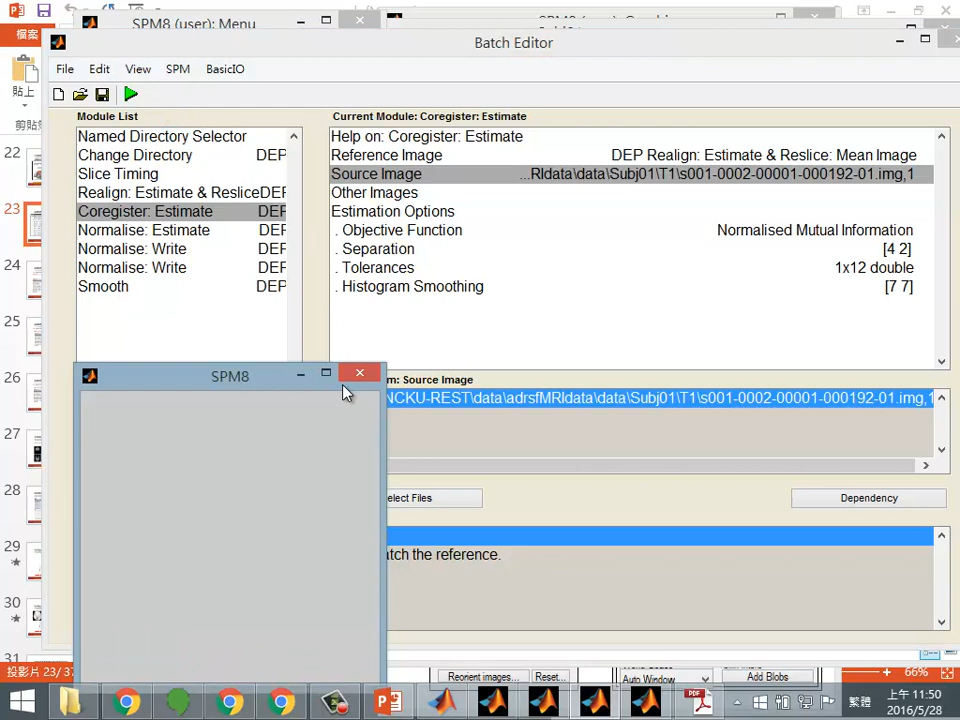 SPM8 (user): Menu
檔案
Batch Editor
File Edit View SPM BasicIO
貼上
剪貼
Module List
Current Module: Coregister: Estimate
Named Directory Selector
Change Directory DEP
Slice Timing
Realign: Estimate & Reslice DEP
Coregister: Estimate DEP
Normalise: Estimate DEP
Normalise: Write DEP
Normalise: Write DEP
Smooth DEP
Help on: Coregister: Estimate
Reference Image DEP Realign: Estimate & Reslice: Mean Image
Source Image ...RIdata\data\Subj01\T1\s001-0002-00001-000192-01.img,1
Other Images
Estimation Options
. Objective Function Normalised Mutual Information
. Separation [4 2]
. Tolerances 1x12 double
. Histogram Smoothing [7 7]
22
23
24
25
26
27
28
29
30
31
SPM8
m: Source Image
NCKU-REST\data\adrsfMRIdata\data\Subj01\T1\s001-0002-00001-000192-01.img,1
elect Files
Dependency
atch the reference.
投影片 23/37
Reorient images...
Reset...
Auto Window
Add Blobs
66%
繁體
上午 11:50
2016/5/28